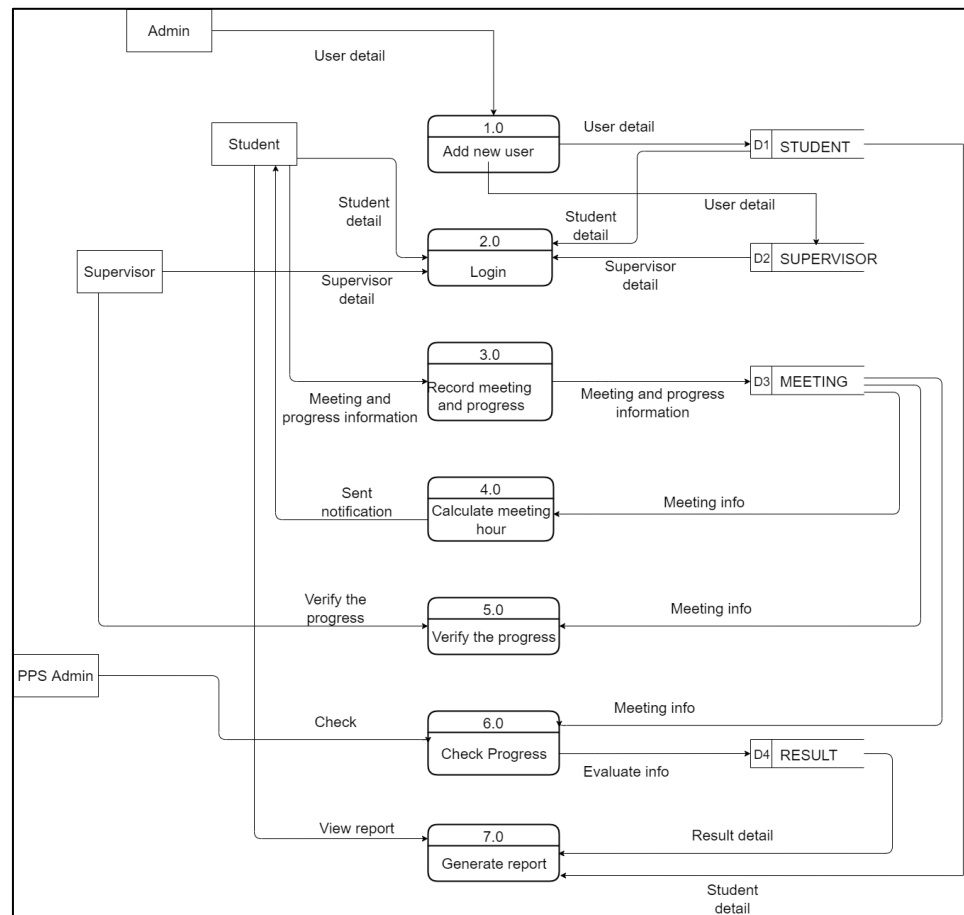 Admin
User detail
1.0
Add new user
User detail
D1 STUDENT
Student
User detail
Student
detail
Student
detail
2.0
Login
D2 SUPERVISOR
Supervisor
Supervisor
detail
Supervisor
detail
3.0
Record meeting
and progress
D3 MEETING
Meeting and
progress information
Meeting and progress
information
4.0
Calculate meeting
hour
Sent
notification
Meeting info
5.0
Verify the progress
Verify the
progress
Meeting info
PPS Admin
Meeting info
6.0
Check Progress
Check
D4 RESULT
Evaluate info
View report
7.0
Generate report
Result detail
Student
detail